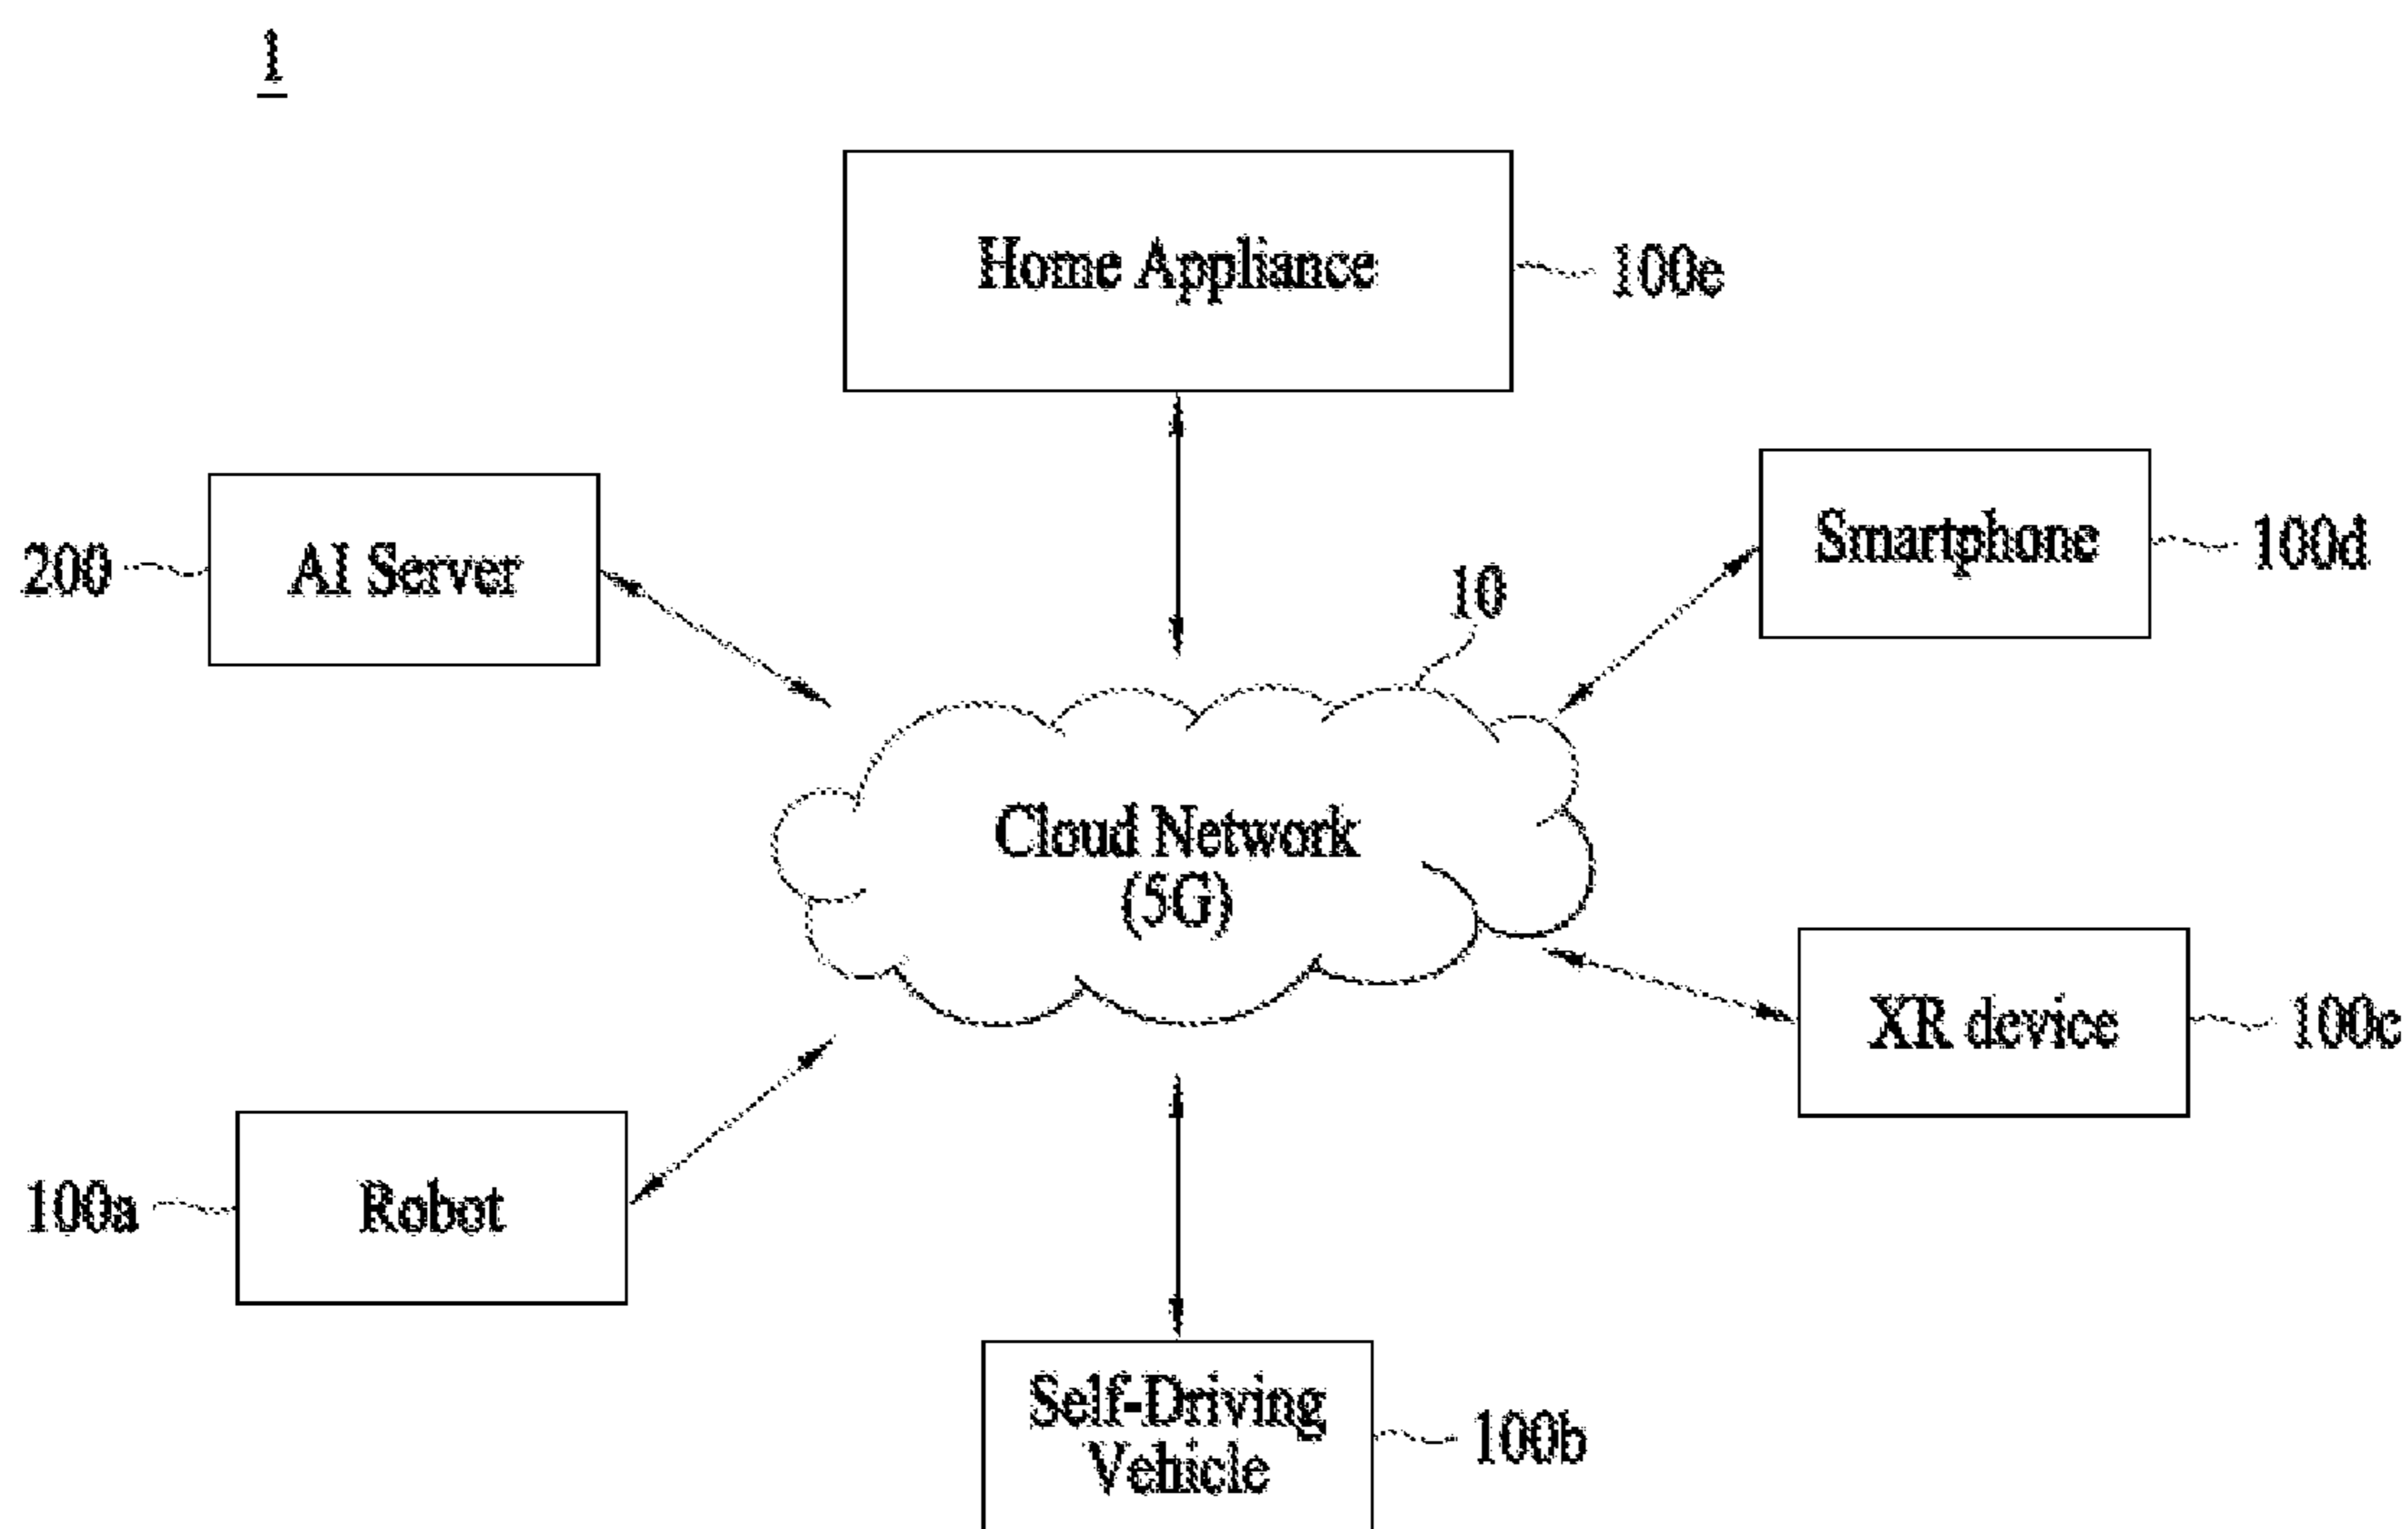 1
Home Appliance
100e
200
AI Server
Smartphone
100d
10
Cloud Network
(5G)
XR device
100c
100a
Robot
Self-Driving
Vehicle
100b